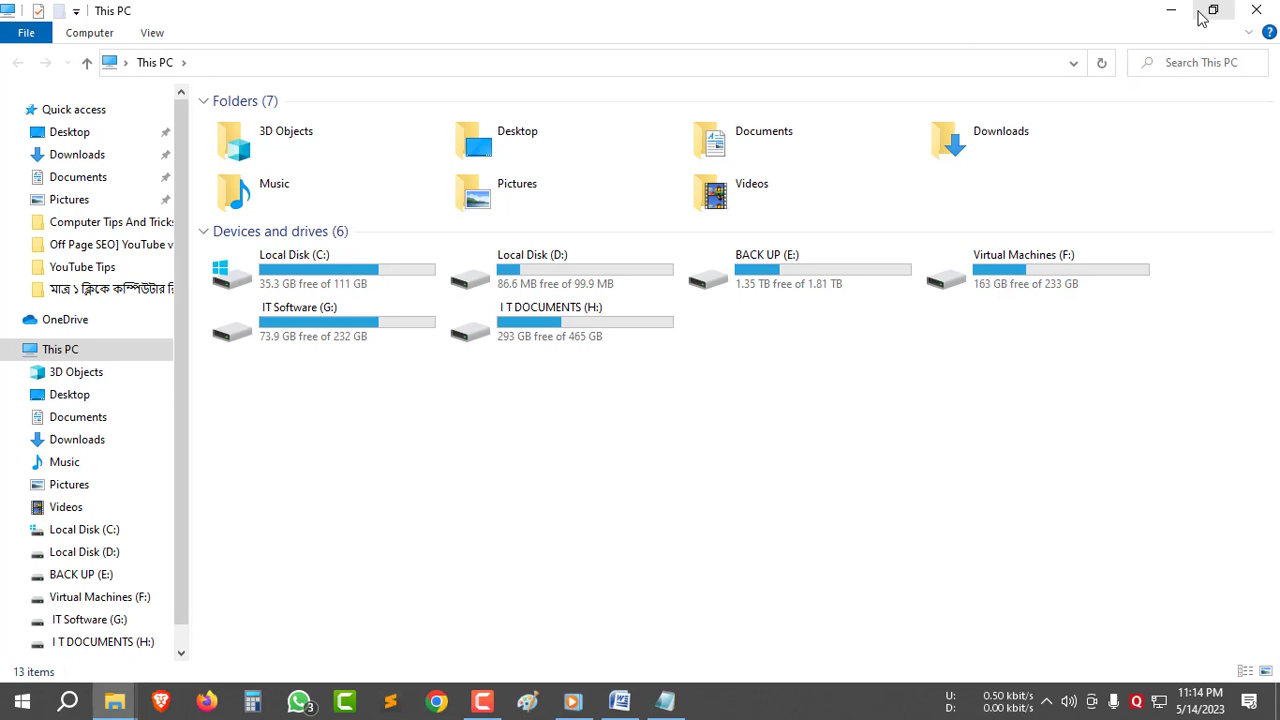 This PC
File Computer View
This PC
Search This PC
Quick access
Desktop
Downloads
Documents
Pictures
Computer Tips And Tricks
Off Page SEO] YouTube v
YouTube Tips
মাত্র ১ ক্লিকে কম্পিউটার রি
OneDrive
This PC
3D Objects
Desktop
Documents
Downloads
Music
Pictures
Videos
Local Disk (C:)
Local Disk (D:)
BACK UP (E:)
Virtual Machines (F:)
IT Software (G:)
I T DOCUMENTS (H:)
Folders (7)
3D Objects
Desktop
Documents
Downloads
Music
Pictures
Videos
Devices and drives (6)
Local Disk (C:)
35.3 GB free of 111 GB
Local Disk (D:)
86.6 MB free of 99.9 MB
BACK UP (E:)
1.35 TB free of 1.81 TB
Virtual Machines (F:)
163 GB free of 233 GB
IT Software (G:)
73.9 GB free of 232 GB
I T DOCUMENTS (H:)
293 GB free of 465 GB
13 items
3
U: 0.50 kbit/s
D: 0.00 kbit/s
11:14 PM
5/14/2023